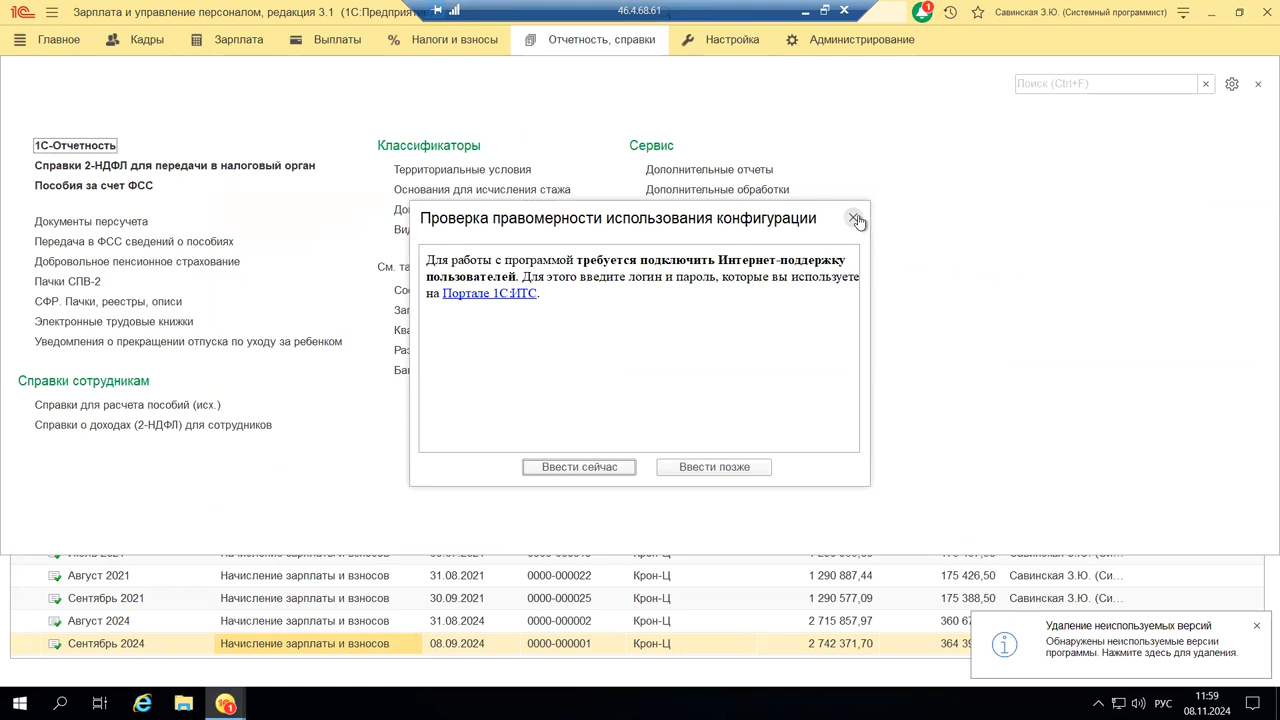 Зарплата и управление персоналом, редакция 3.1 (1С:Предприяти
46.4.68.61
1
Савинская З.Ю. (Системный программист)
Главное
Кадры
Зарплата
Выплаты
Налоги и взносы
Отчетность, справки
Настройка
Администрирование
Поиск (Ctrl+F)
1С-Отчетность
Классификаторы
Сервис
Справки 2-НДФЛ для передачи в налоговый орган
Территориальные условия
Дополнительные отчеты
Пособия за счет ФСС
Основания для исчисления стажа
Дополнительные обработки
Документы персучета
Передача в ФСС сведений о пособиях
Добровольное пенсионное страхование
См. та
Пачки СПВ-2
СФР. Пачки, реестры, описи
Электронные трудовые книжки
Ква
Уведомления о прекращении отпуска по уходу за ребенком
Раз
Справки сотрудникам
Справки для расчета пособий (исх.)
Справки о доходах (2-НДФЛ) для сотрудников
Проверка правомерности использования конфигурации
Для работы с программой требуется подключить Интернет-поддержку
пользователей. Для этого введите логин и пароль, которые вы используете
на Портале 1С:ИТС.
Ввести сейчас
Ввести позже
Август 2021 Начисление зарплаты и взносов 31.08.2021 0000-000022 Крон-Ц 1 290 887,44 175 426,50 Савинская З.Ю. (Си…
Сентябрь 2021 Начисление зарплаты и взносов 30.09.2021 0000-000025 Крон-Ц 1 290 577,09 175 388,50 Савинская З.Ю. (Си…
Август 2024 Начисление зарплаты и взносов 31.08.2024 0000-000002 Крон-Ц 2 715 857,97 360 67
Сентябрь 2024 Начисление зарплаты и взносов 08.09.2024 0000-000001 Крон-Ц 2 742 371,70 364 39
Удаление неиспользуемых версий
Обнаружены неиспользуемые версии
программы. Нажмите здесь для удаления.
РУС
11:59
08.11.2024